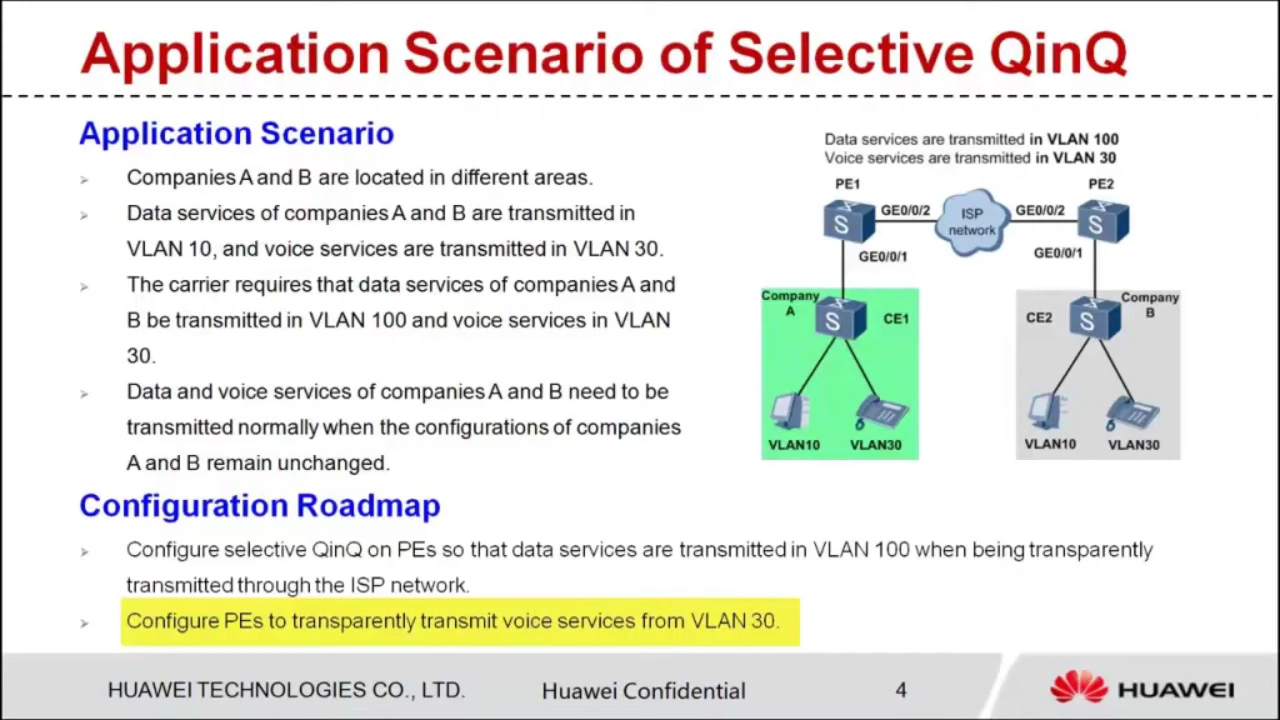 Application Scenario of Selective QinQ
Application Scenario
Companies A and B are located in different areas.
Data services of companies A and B are transmitted in
VLAN 10, and voice services are transmitted in VLAN 30.
The carrier requires that data services of companies A and
B be transmitted in VLAN 100 and voice services in VLAN
30.
Data and voice services of companies A and B need to be
transmitted normally when the configurations of companies
A and B remain unchanged.
Data services are transmitted in VLAN 100
Voice services are transmitted in VLAN 30
PE1
PE2
S
GE0/0/2
ISP
network
GE0/0/2
S
GE0/0/1
GE0/0/1
Company
A
S
CE1
CE2
S
Company
B
VLAN10
VLAN30
VLAN10
VLAN30
Configuration Roadmap
Configure selective QinQ on PEs so that data services are transmitted in VLAN 100 when being transparently
transmitted through the ISP network.
Configure PEs to transparently transmit voice services from VLAN 30.
HUAWEI TECHNOLOGIES CO., LTD.
Huawei Confidential
4
HUAWEI